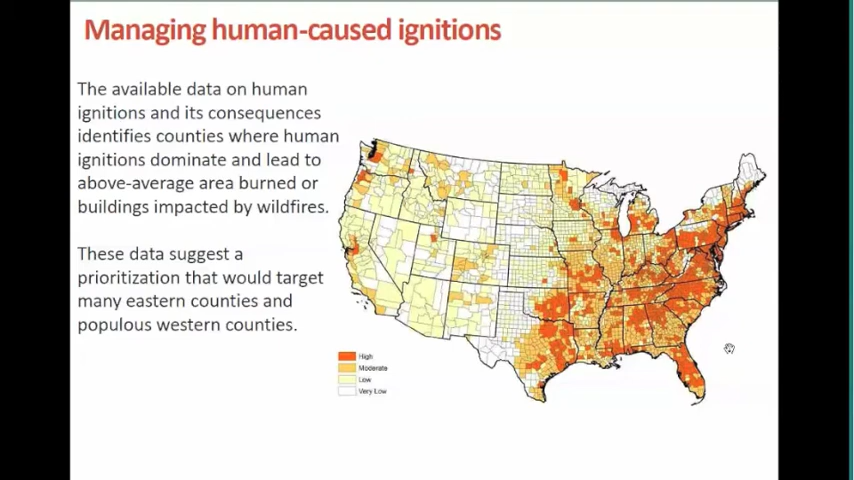 Managing human-caused ignitions
The available data on human
ignitions and its consequences
identifies counties where human
ignitions dominate and lead to
above-average area burned or
buildings impacted by wildfires.
These data suggest a
prioritization that would target
many eastern counties and
populous western counties.
High
Moderate
Low
Very Low